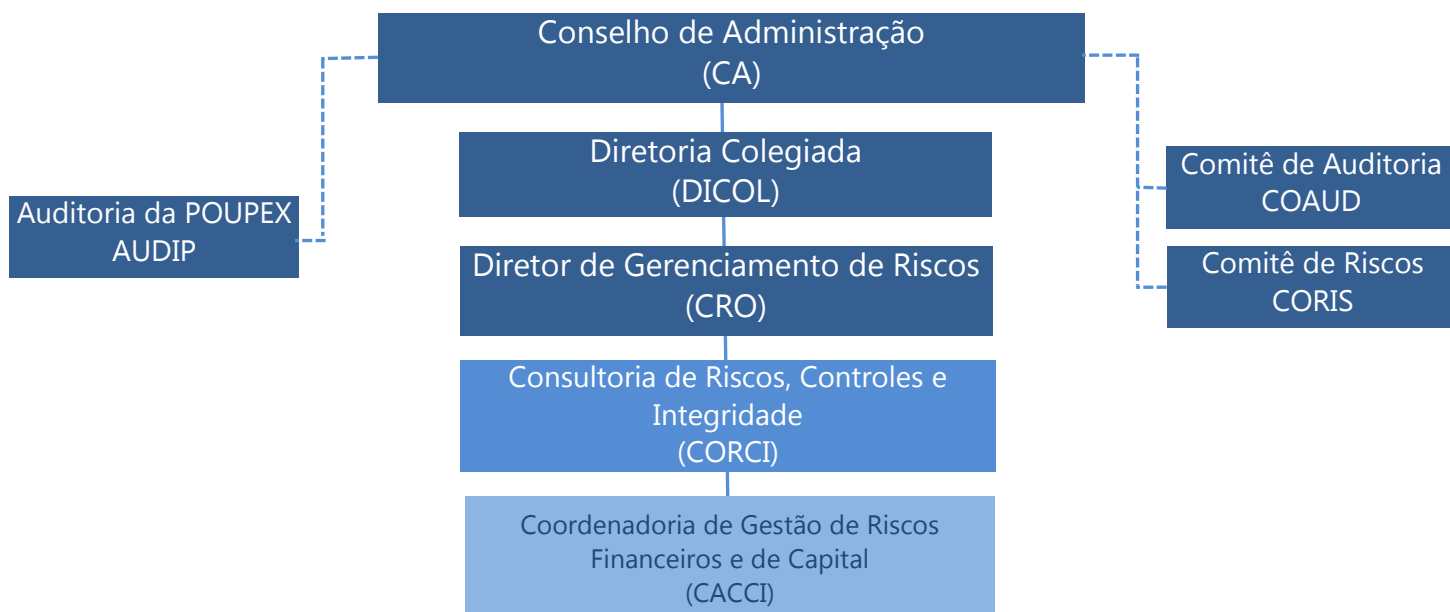 Conselho de Administração
(CA)
Diretoria Colegiada
(DICOL)
Auditoria da POUPEX
AUDIP
Comitê de Auditoria
COAUD
Diretor de Gerenciamento de Riscos
(CRO)
Comitê de Riscos
CORIS
Consultoria de Riscos, Controles e
Integridade
(CORCI)
Coordenadoria de Gestão de Riscos
Financeiros e de Capital
(CACCI)